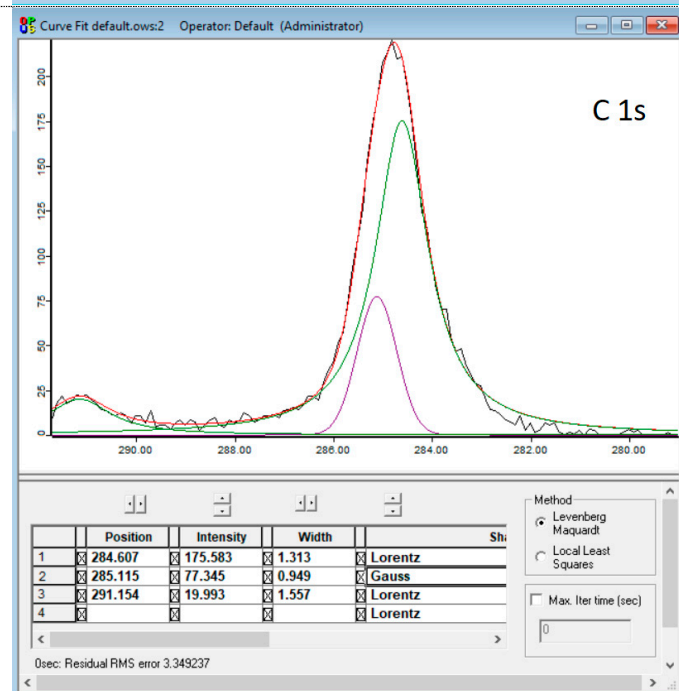 Curve Fit default.ows:2 Operator: Default (Administrator)
C 1s
200
175
150
125
100
75
50
25
0
290.00 288.00 286.00 284.00 282.00 280.00
Method
Levenberg
Maquardt
Local Least
Squares
Max. Iter time (sec)
0
Position Intensity Width Sha
1 284.607 175.583 1.313 Lorentz
2 285.115 77.345 0.949 Gauss
3 291.154 19.993 1.557 Lorentz
4 Lorentz
0sec: Residual RMS error 3.349237